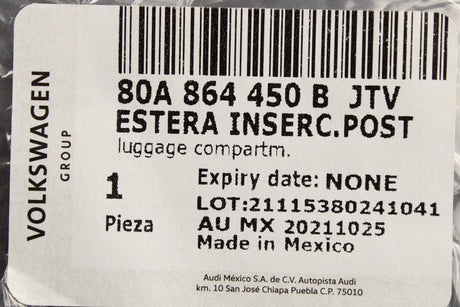 VOLKSWAGEN
GROUP
80A 864 450 B JTV
ESTERA INSERC.POST
luggage compartm.
1
Pieza
Expiry date: NONE
LOT:21115380241041
AU MX 20211025
Made in Mexico
Audi México S.A. de C.V. Autopista Audi
km. 10 San José Chiapa Puebla C.P. 75010